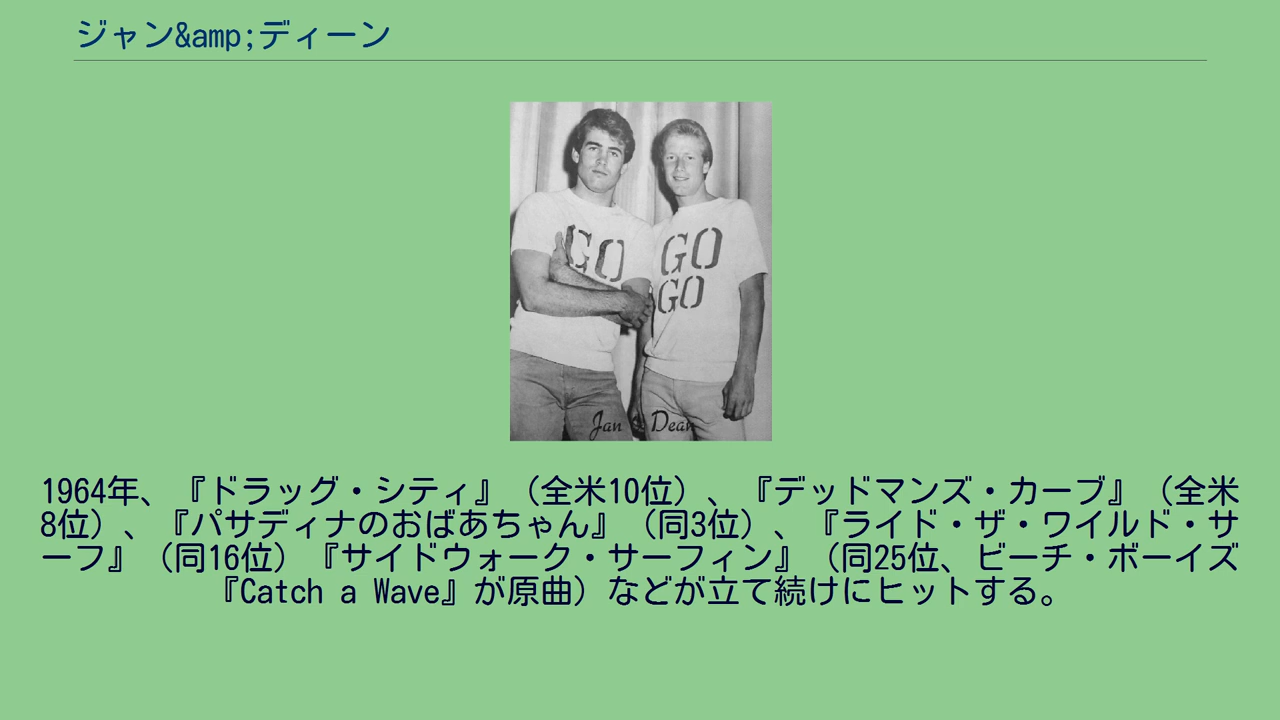 ジャン&amp;ディーン
GO
GO
GO
Jan & Dean
1964年、『ドラッグ・シティ』（全米10位）、『デッドマンズ・カーブ』（全米
8位）、『パサディナのおばあちゃん』（同3位）、『ライド・ザ・ワイルド・サ
ーフ』（同16位）『サイドウォーク・サーフィン』（同25位、ビーチ・ボーイズ
『Catch a Wave』が原曲）などが立て続けにヒットする。